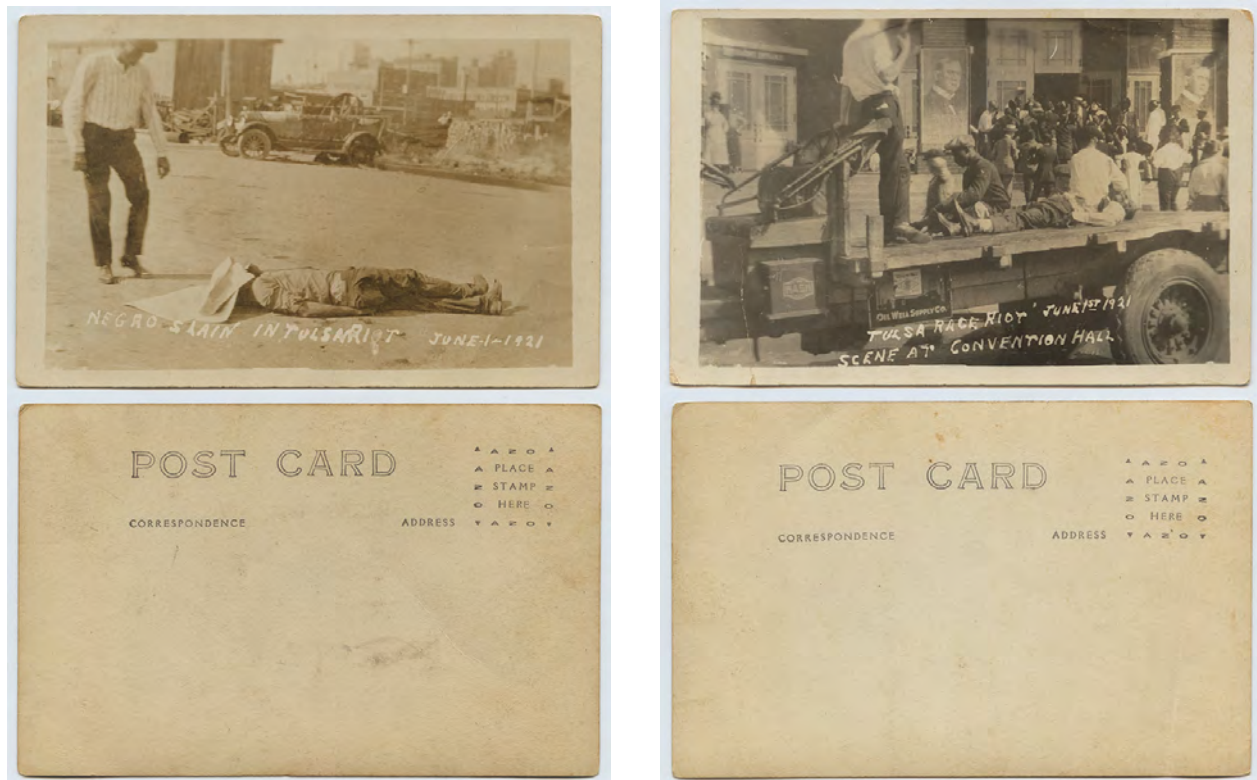 NEGRO SLAIN IN TULSA RIOT JUNE-1-1921
OIL WELL SUPPLY CO.
TULSA RACE RIOT JUNE 1ST 1921
SCENE AT CONVENTION HALL
POST CARD
AZO
A PLACE A
Z STAMP Z
O HERE O
CORRESPONDENCE
ADDRESS
AZO
POST CARD
AZO
A PLACE A
Z STAMP Z
O HERE O
CORRESPONDENCE
ADDRESS
AZO